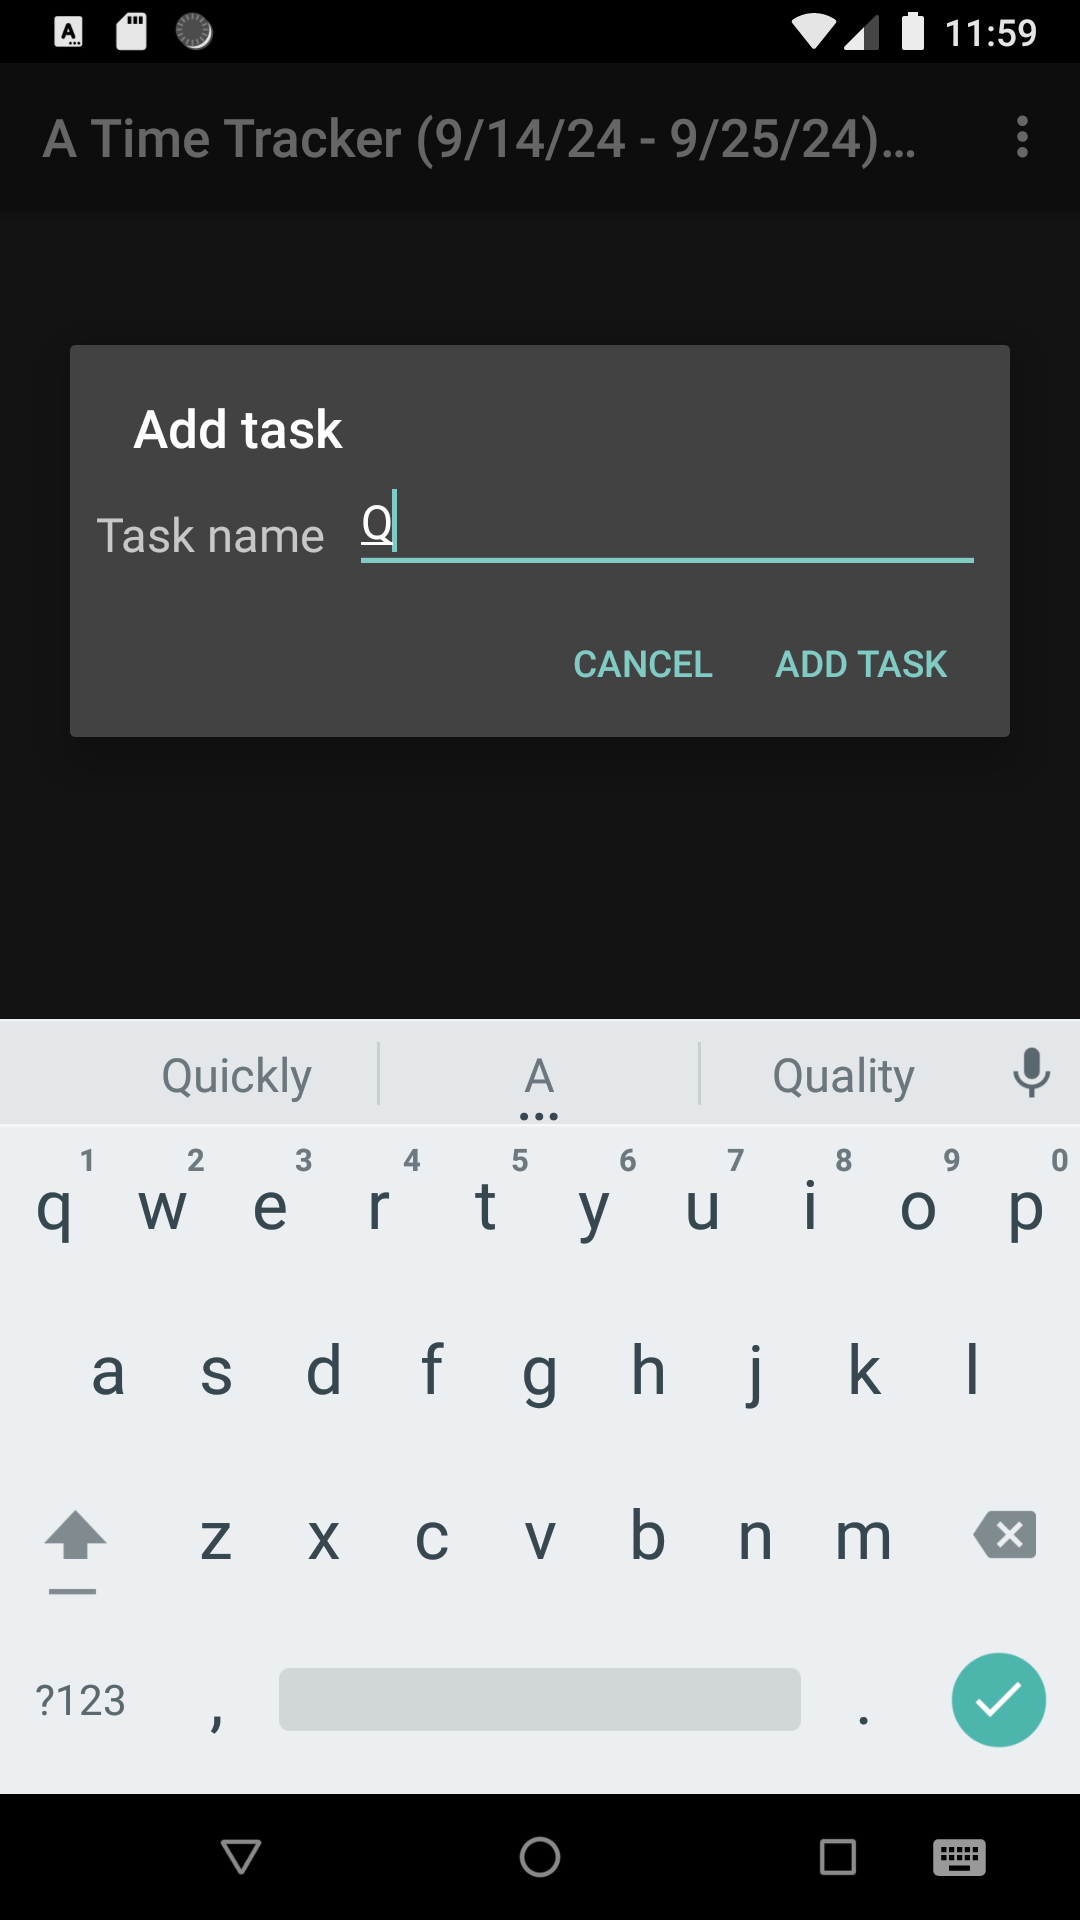 11:59
A Time Tracker (9/14/24 - 9/25/24)...
Add task
Task name Q
CANCEL ADD TASK
Quickly A Quality
1 2 3 4 5 6 7 8 9 0
q w e r t y u i o p
a s d f g h j k l
z x c v b n m
?123 , .